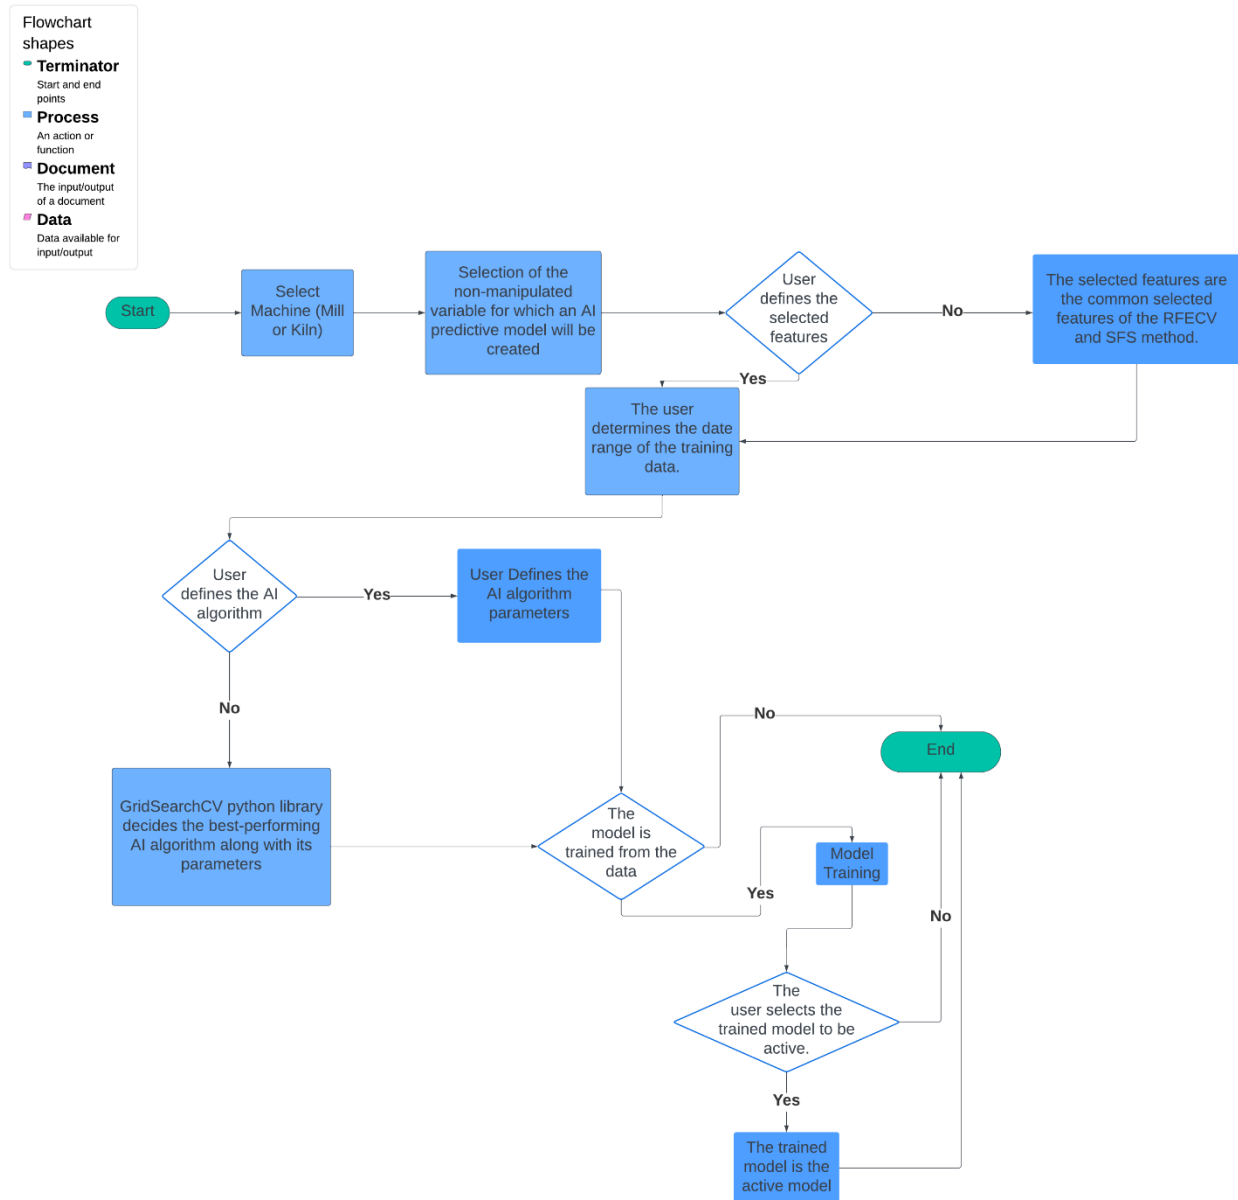 Flowchart
shapes
Terminator
Start and end
points
Process
An action or
function
Document
The input/output
of a document
Data
Data available for
input/output
Start
Select
Machine (Mill
or Kiln)
Selection of the
non-manipulated
variable for which an AI
predictive model will be
created
User
defines the
selected
features
No
The selected features are
the common selected
features of the RFECV
and SFS method.
Yes
The user
determines the date
range of the training
data.
User
defines the AI
algorithm
Yes
User Defines the
AI algorithm
parameters
No
GridSearchCV python library
decides the best-performing
AI algorithm along with its
parameters
The
model is
trained from the
data
No
End
Yes
Model
Training
No
The
user selects the
trained model to be
active.
Yes
The trained
model is the
active model